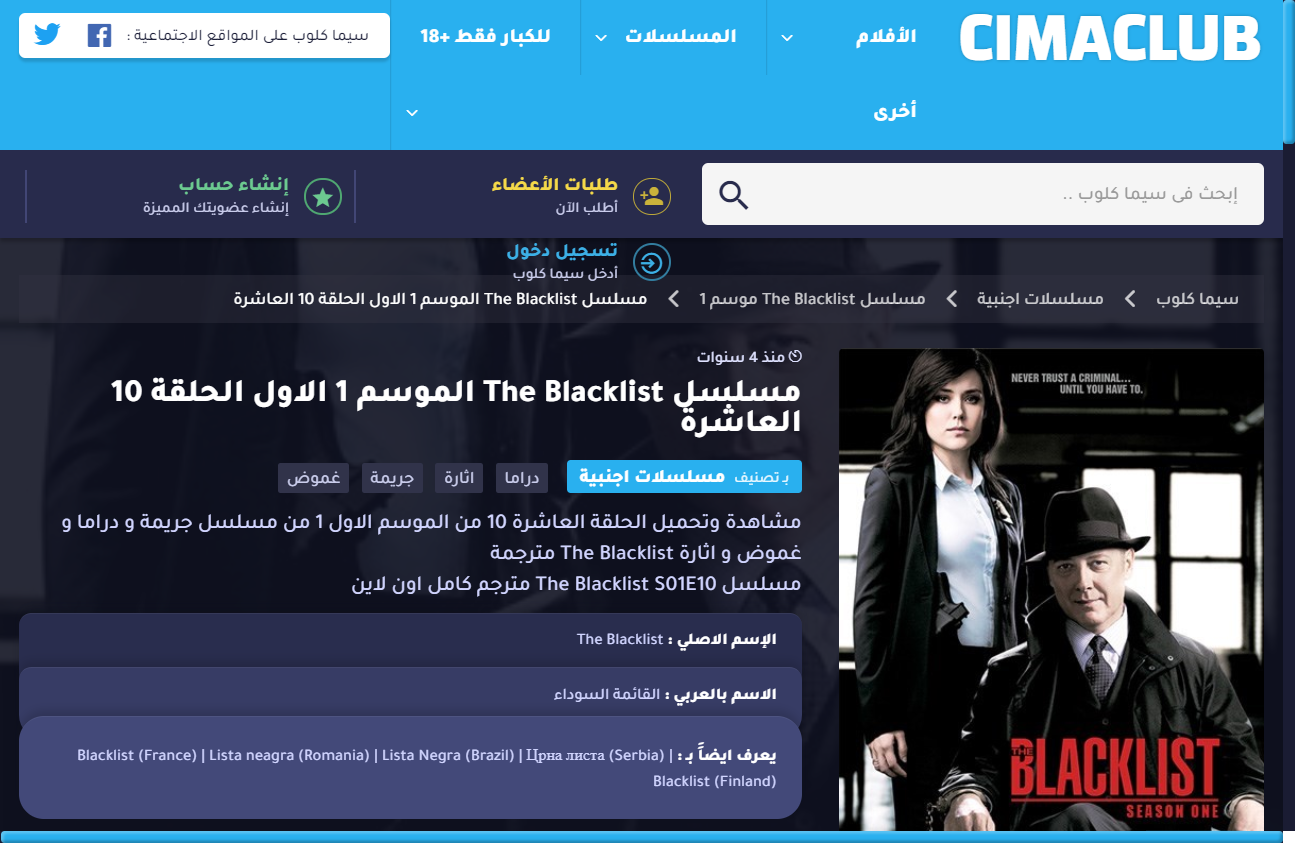 CIMACLUB
الأفلام
المسلسلات
للكبار فقط +18
سيما كلوب على المواقع الاجتماعية :
أخرى
إبحث فى سيما كلوب ..
طلبات الأعضاء
أطلب الآن
إنشاء حساب
إنشاء عضويتك المميزة
تسجيل دخول
أدخل سيما كلوب
سيما كلوب
مسلسلات اجنبية
مسلسل The Blacklist موسم 1
مسلسل The Blacklist الموسم 1 الاول الحلقة 10 العاشرة
منذ 4 سنوات
مسلسل The Blacklist الموسم 1 الاول الحلقة 10
العاشرة
بـ تصنيف مسلسلات اجنبية
دراما
اثارة
جريمة
غموض
مشاهدة وتحميل الحلقة العاشرة 10 من الموسم الاول 1 من مسلسل جريمة و دراما و
غموض و اثارة The Blacklist مترجمة
مسلسل The Blacklist S01E10 مترجم كامل اون لاين
الإسم الاصلي : The Blacklist
الاسم بالعربي : القائمة السوداء
يعرف ايضاً بـ : Blacklist (France) | Lista neagra (Romania) | Lista Negra (Brazil) | Црна листа (Serbia) |
Blacklist (Finland)
NEVER TRUST A CRIMINAL...
UNTIL YOU HAVE TO.
THE
BLACKLIST
SEASON ONE